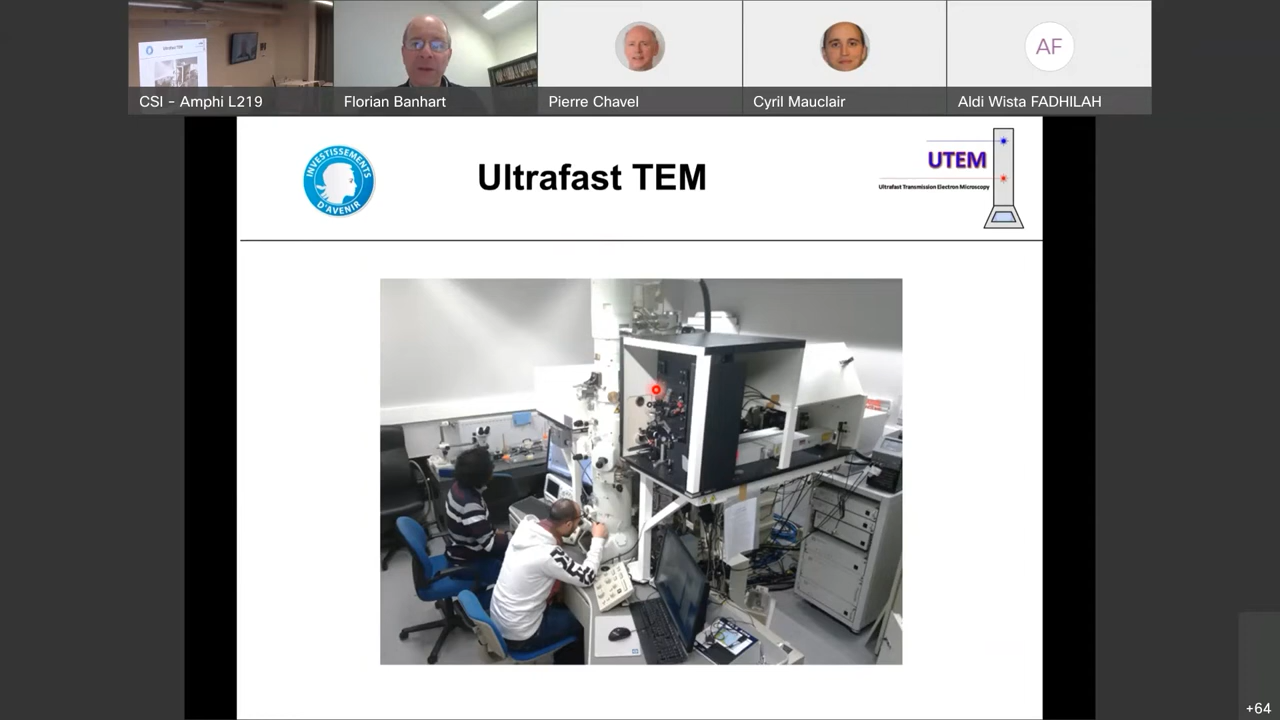 CSI - Amphi L219
Florian Banhart
Pierre Chavel
Cyril Mauclair
AF
Aldi Wista FADHILAH
INVESTISSEMENTS
D'AVENIR
Ultrafast TEM
UTEM
Ultrafast Transmission Electron Microscopy
+64